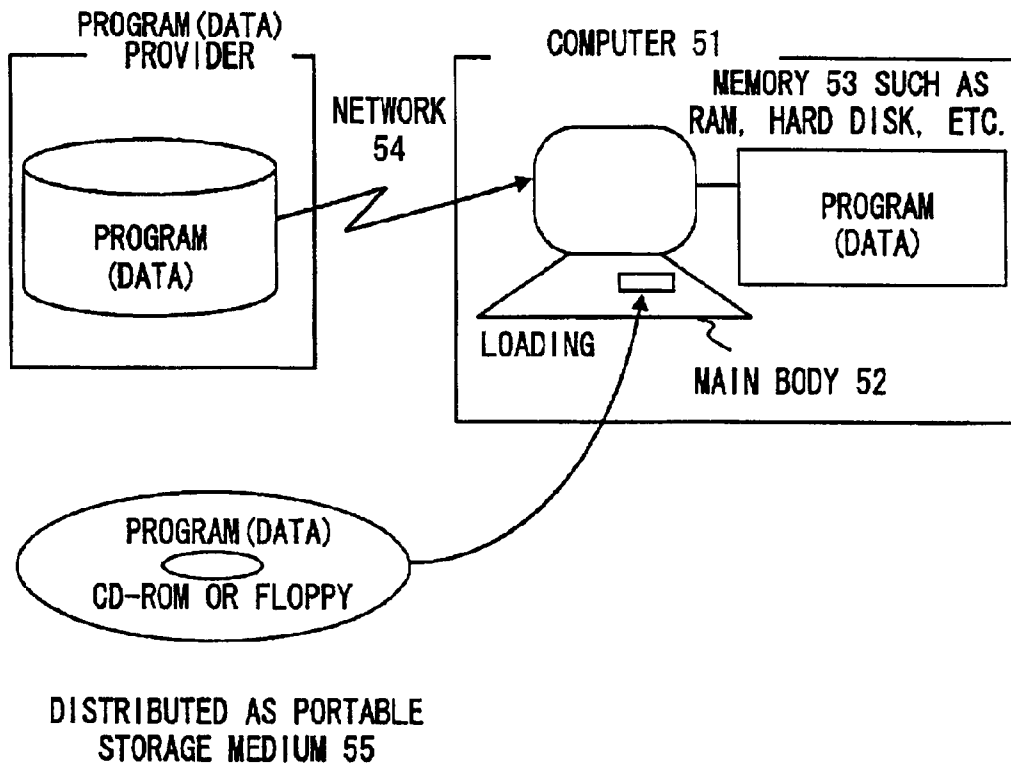 PROGRAM(DATA)
PROVIDER
PROGRAM
(DATA)
NETWORK
54
COMPUTER 51
MEMORY 53 SUCH AS
RAM, HARD DISK, ETC.
PROGRAM
(DATA)
LOADING
MAIN BODY 52
PROGRAM(DATA)
CD-ROM OR FLOPPY
DISTRIBUTED AS PORTABLE
STORAGE MEDIUM 55